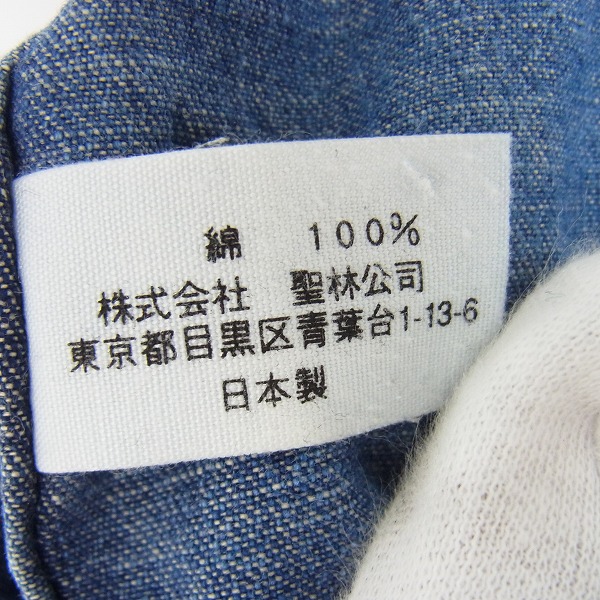 綿 100%
株式会社 聖林公司
東京都目黒区青葉台1-13-6
日本製